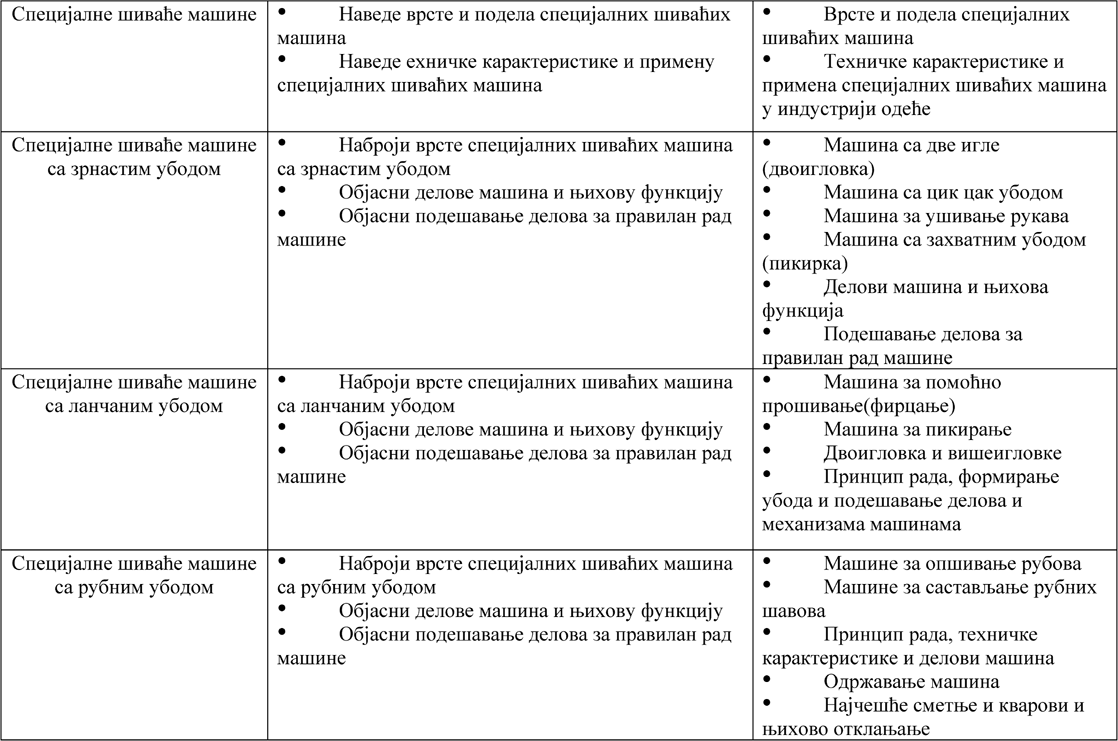 Специјалне шиваће машине
• Наведе врсте и подела специјалних шиваћих
машина
• Наведе ехничке карактеристике и примену
специјалних шиваћих машина
• Врсте и подела специјалних
шиваћих машина
• Техничке карактеристике и
примена специјалних шиваћих машина
у индустрији одеће
Специјалне шиваће машине
са зрнастим убодом
• Наброји врсте специјалних шиваћих машина
са зрнастим убодом
• Објасни делове машина и њихову функцију
• Објасни подешавање делова за правилан рад
машине
• Машина са две игле
(двоигловка)
• Машина са цик цак убодом
• Машина за ушивање рукава
• Машина са захватним убодом
(пикирка)
• Делови машина и њихова
функција
• Подешавање делова за
правилан рад машине
Специјалне шиваће машине
са ланчаним убодом
• Наброји врсте специјалних шиваћих машина
са ланчаним убодом
• Објасни делове машина и њихову функцију
• Објасни подешавање делова за правилан рад
машине
• Машина за помоћно
прошивање(фирцање)
• Машина за пикирање
• Двоигловка и вишеигловке
• Принцип рада, формирање
убода и подешавање делова и
механизама машинама
Специјалне шиваће машине
са рубним убодом
• Наброји врсте специјалних шиваћих машина
са рубним убодом
• Објасни делове машина и њихову функцију
• Објасни подешавање делова за правилан рад
машине
• Машине за опшивање рубова
• Машине за састављање рубних
шавова
• Принцип рада, техничке
карактеристике и делови машина
• Одржавање машина
• Најчешће сметње и кварови и
њихово отклањање